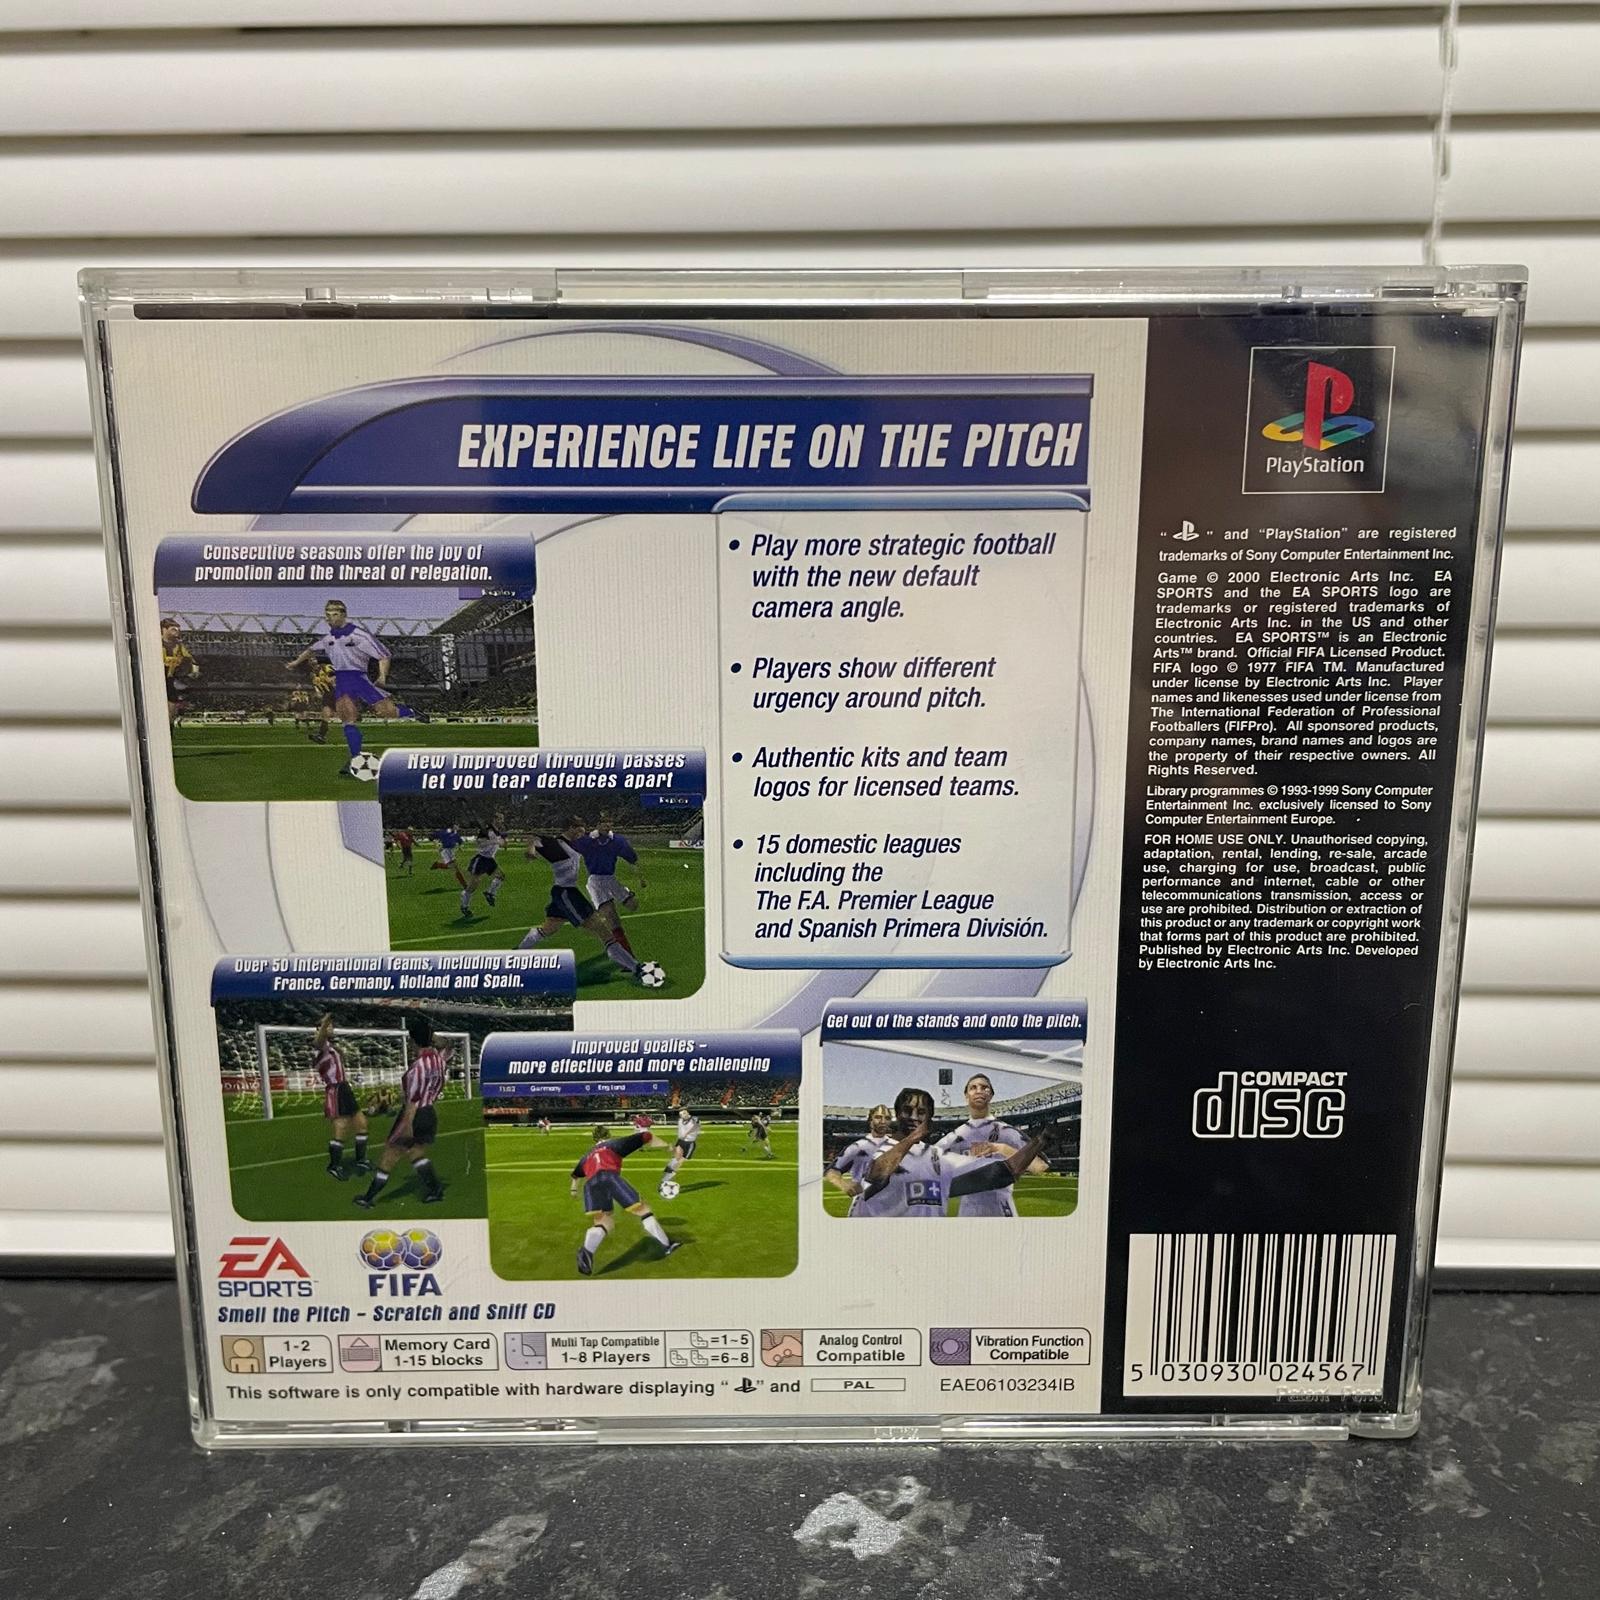 EXPERIENCE LIFE ON THE PITCH
Consecutive seasons offer the joy of
promotion and the threat of relegation.
Replay
New improved through passes
let you tear defences apart
Replay
Over 50 International Teams, including England,
France, Germany, Holland and Spain.
Improved goalies -
more effective and more challenging
11:02 Germany 0 England 0
Get out of the stands and onto the pitch.
D+
• Play more strategic football
with the new default
camera angle.
• Players show different
urgency around pitch.
• Authentic kits and team
logos for licensed teams.
• 15 domestic leagues
including the
The F.A. Premier League
and Spanish Primera División.
EA
SPORTS™
FIFA
Smell the Pitch - Scratch and Sniff CD
1-2
Players
Memory Card
1-15 blocks
Multi Tap Compatible
1~8 Players
=1~5
=6~8
Analog Control
Compatible
Vibration Function
Compatible
This software is only compatible with hardware displaying " " and PAL
EAE06103234IB
PlayStation
" " and "PlayStation" are registered
trademarks of Sony Computer Entertainment Inc.
Game © 2000 Electronic Arts Inc. EA
SPORTS and the EA SPORTS logo are
trademarks or registered trademarks of
Electronic Arts Inc. in the US and other
countries. EA SPORTS™ is an Electronic
Arts™ brand. Official FIFA Licensed Product.
FIFA logo © 1977 FIFA TM. Manufactured
under license by Electronic Arts Inc. Player
names and likenesses used under license from
The International Federation of Professional
Footballers (FIFPro). All sponsored products,
company names, brand names and logos are
the property of their respective owners. All
Rights Reserved.
Library programmes © 1993-1999 Sony Computer
Entertainment Inc. exclusively licensed to Sony
Computer Entertainment Europe.
FOR HOME USE ONLY. Unauthorised copying,
adaptation, rental, lending, re-sale, arcade
use, charging for use, broadcast, public
performance and internet, cable or other
telecommunications transmission, access or
use are prohibited. Distribution or extraction of
this product or any trademark or copyright work
that forms part of this product are prohibited.
Published by Electronic Arts Inc. Developed
by Electronic Arts Inc.
COMPACT
disc
5 030930 024567